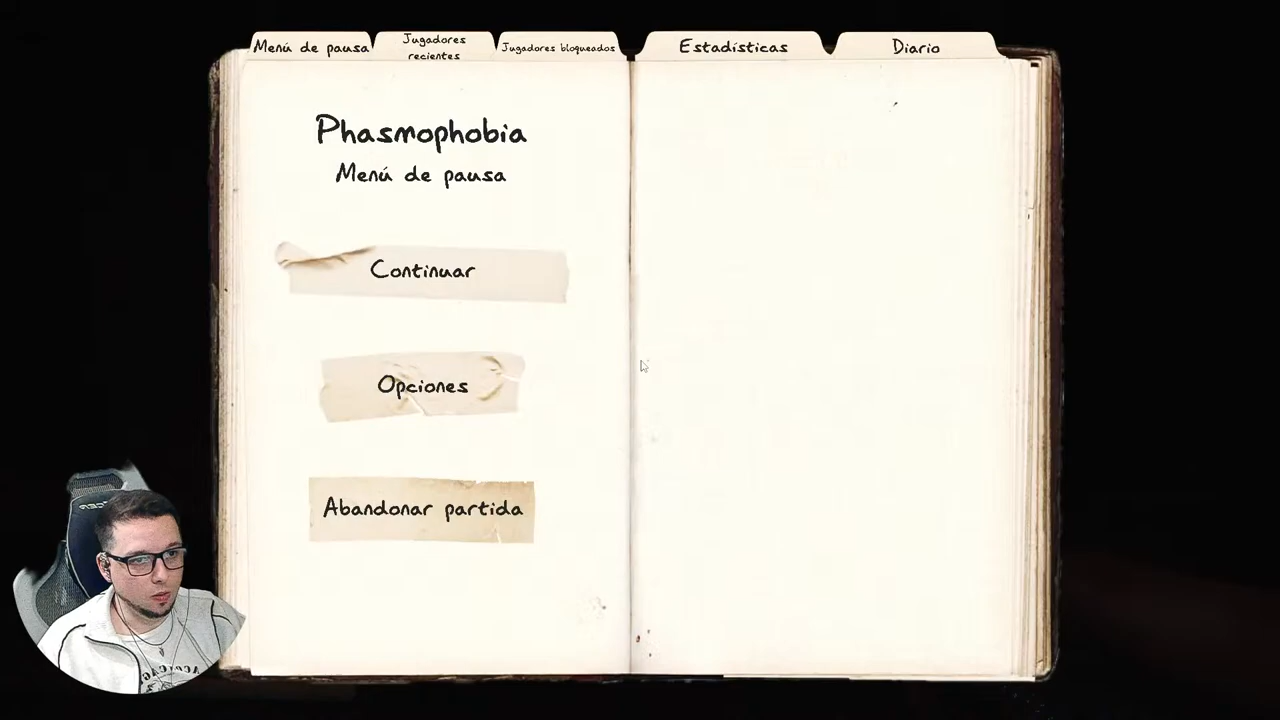 Menú de pausa
Jugadores
recientes
Jugadores bloqueados
Estadísticas
Diario
Phasmophobia
Menú de pausa
Continuar
Opciones
Abandonar partida